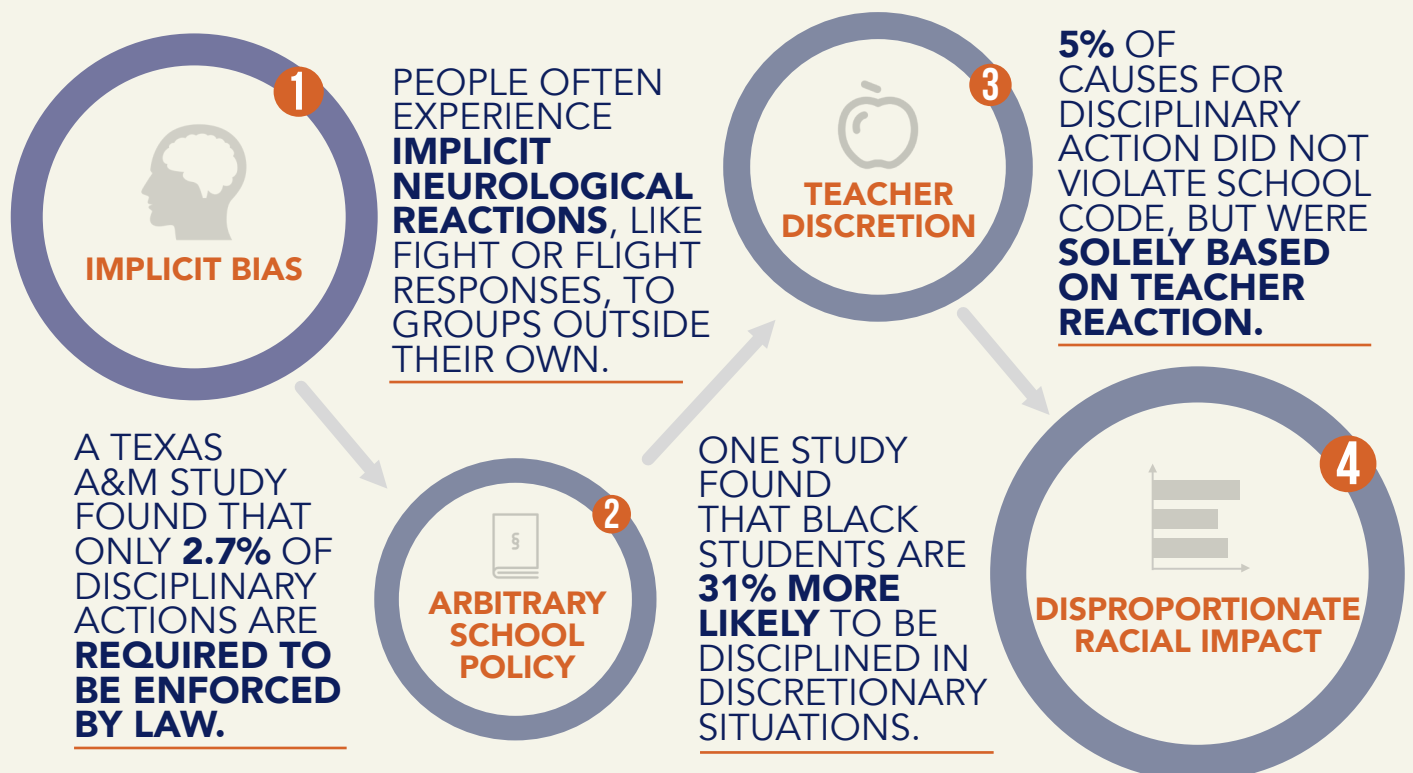 1
IMPLICIT BIAS
PEOPLE OFTEN
EXPERIENCE
IMPLICIT
NEUROLOGICAL
REACTIONS, LIKE
FIGHT OR FLIGHT
RESPONSES, TO
GROUPS OUTSIDE
THEIR OWN.
A TEXAS
A&M STUDY
FOUND THAT
ONLY 2.7% OF
DISCIPLINARY
ACTIONS ARE
REQUIRED TO
BE ENFORCED
BY LAW.
2
§
ARBITRARY
SCHOOL
POLICY
3
TEACHER
DISCRETION
5% OF
CAUSES FOR
DISCIPLINARY
ACTION DID NOT
VIOLATE SCHOOL
CODE, BUT WERE
SOLELY BASED
ON TEACHER
REACTION.
ONE STUDY
FOUND
THAT BLACK
STUDENTS ARE
31% MORE
LIKELY TO BE
DISCIPLINED IN
DISCRETIONARY
SITUATIONS.
4
DISPROPORTIONATE
RACIAL IMPACT